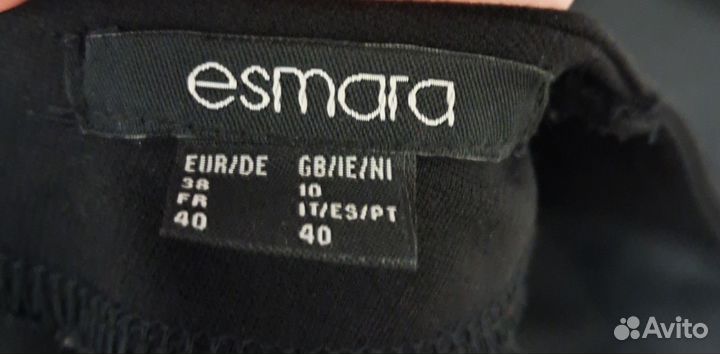 esmara
EUR/DE GB/IE/NI
38 10
FR IT/ES/PT
40 40
Avito